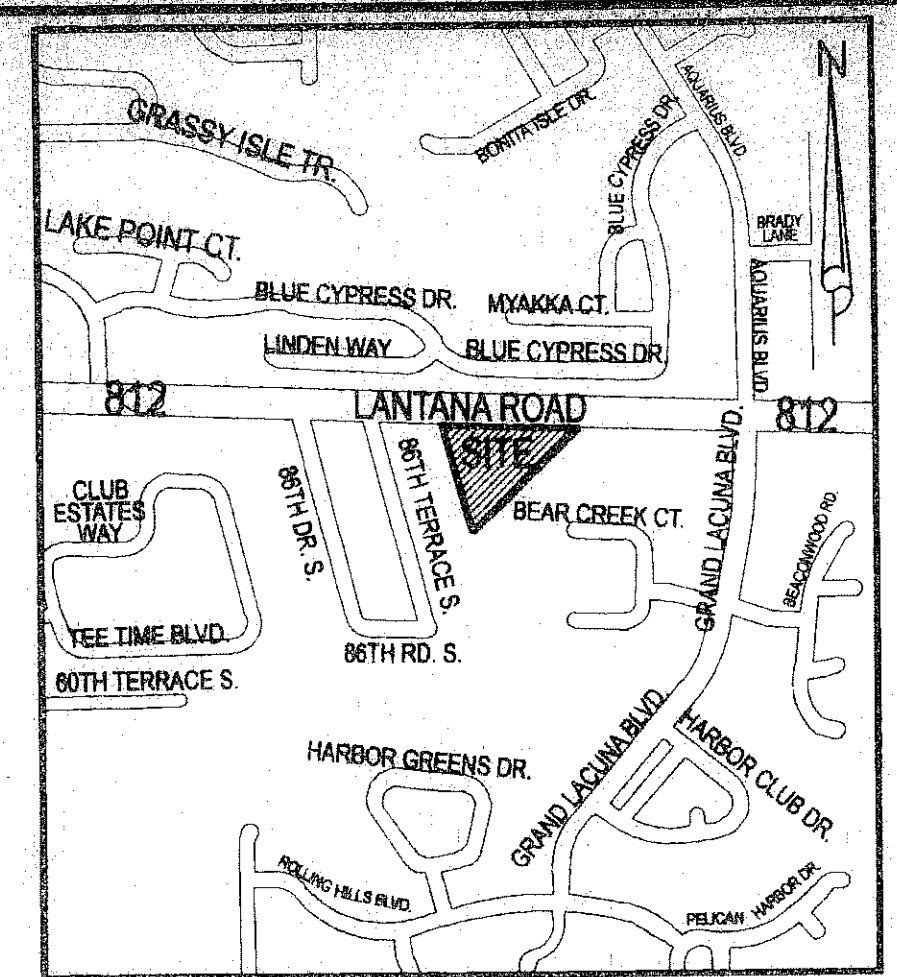 N
GRASSY ISLE TR.
BONITA ISLE DR.
BLUE CYPRESS DR.
AQUARIUS BLVD
LAKE POINT CT.
BRADY
LANE
BLUE CYPRESS DR.
MYAKKA CT.
AQUARIUS BLVD.
LINDEN WAY
BLUE CYPRESS DR
812
LANTANA ROAD
812
SITE
CLUB
ESTATES
WAY
86TH DR. S.
86TH TERRACE S.
BEAR CREEK CT.
GRAND LACUNA BLVD.
BEACONWOOD RD.
TEE TIME BLVD.
86TH RD. S.
60TH TERRACE S.
HARBOR GREENS DR.
GRAND LACUNA BLVD.
HARBOR CLUB DR.
ROLLING HILLS BLVD.
PELICAN HARBOR DR.